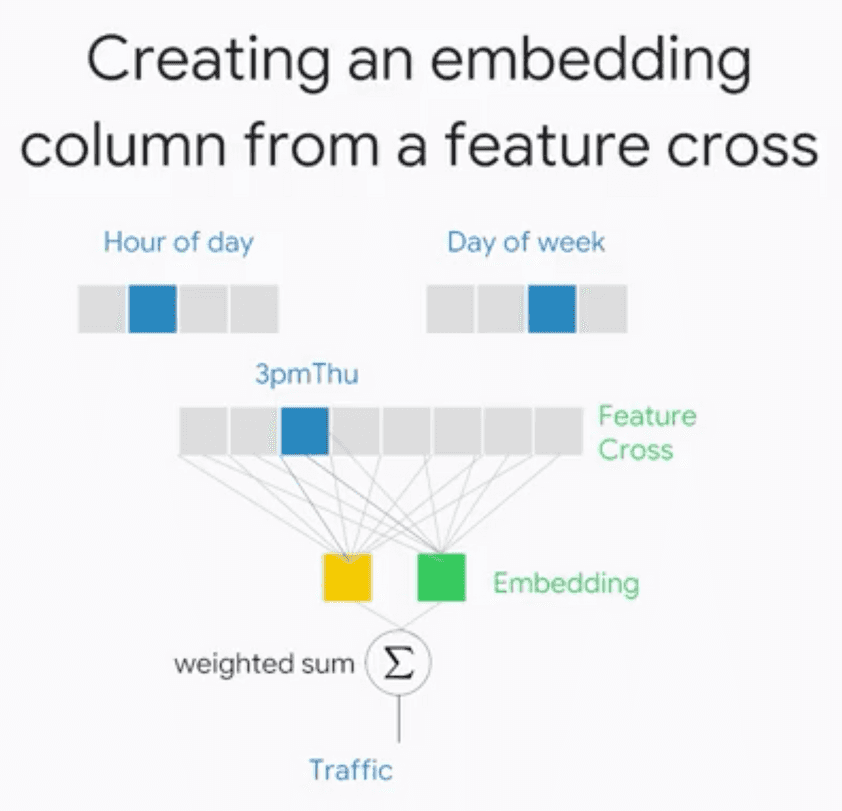 Creating an embedding
column from a feature cross
Hour of day
Day of week
3pmThu
Feature
Cross
Embedding
weighted sum
Σ
Traffic